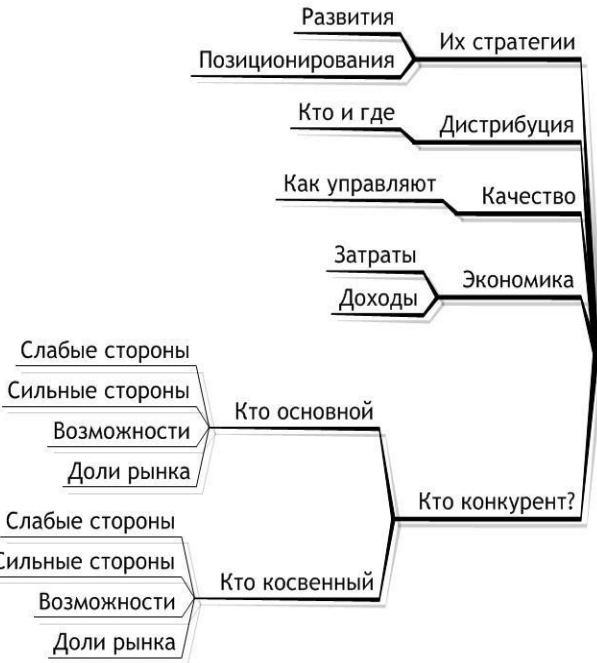 Развития
Их стратегии
Позиционирования
Кто и где
Дистрибуция
Как управляют
Качество
Затраты
Экономика
Доходы
Слабые стороны
Сильные стороны
Кто основной
Возможности
Доли рынка
Кто конкурент?
Слабые стороны
Сильные стороны
Кто косвенный
Возможности
Доли рынка